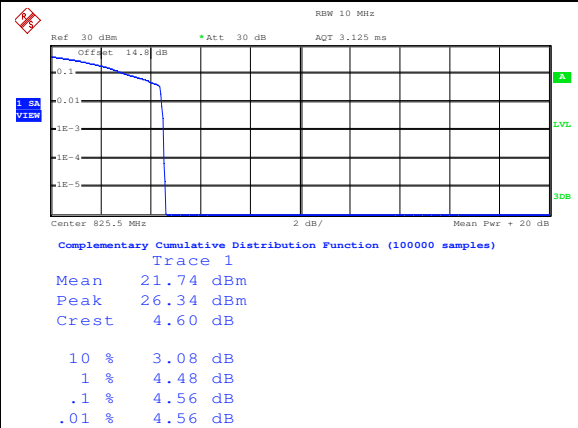 RBW 10 MHz
Ref 30 dBm *Att 30 dB AQT 3.125 ms
Offset 14.8 dB
0.1
A
0.01
1 SA
VIEW
1E-3
LVL
1E-4
1E-5
3DB
Center 825.5 MHz 2 dB/ Mean Pwr + 20 dB
Complementary Cumulative Distribution Function (100000 samples)
Trace 1
Mean 21.74 dBm
Peak 26.34 dBm
Crest 4.60 dB
10 % 3.08 dB
1 % 4.48 dB
.1 % 4.56 dB
.01 % 4.56 dB